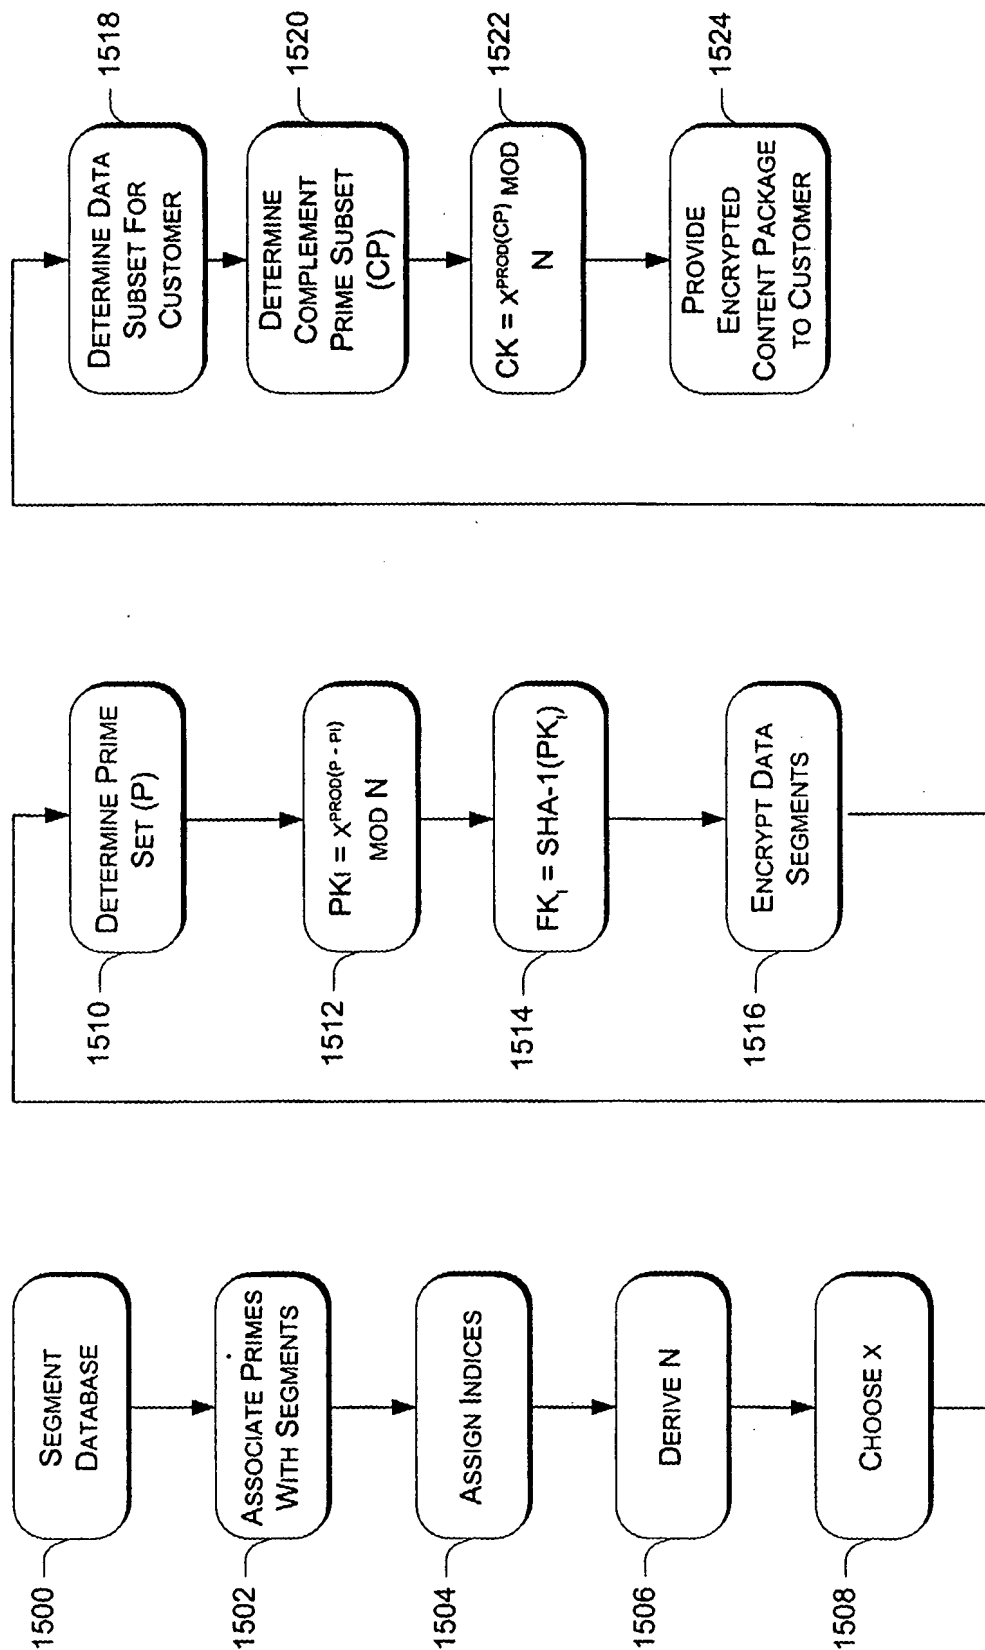 1500
SEGMENT
DATABASE
1502
ASSOCIATE PRIMES
WITH SEGMENTS
1504
ASSIGN INDICES
1506
DERIVE N
1508
CHOOSE X
1510
DETERMINE PRIME
SET (P)
1512
PKI = X^PROD(P - PI)
MOD N
1514
FK_I = SHA-1(PK_I)
1516
ENCRYPT DATA
SEGMENTS
1518
DETERMINE DATA
SUBSET FOR
CUSTOMER
1520
DETERMINE
COMPLEMENT
PRIME SUBSET
(CP)
1522
CK = X^PROD(CP) MOD
N
1524
PROVIDE
ENCRYPTED
CONTENT PACKAGE
TO CUSTOMER